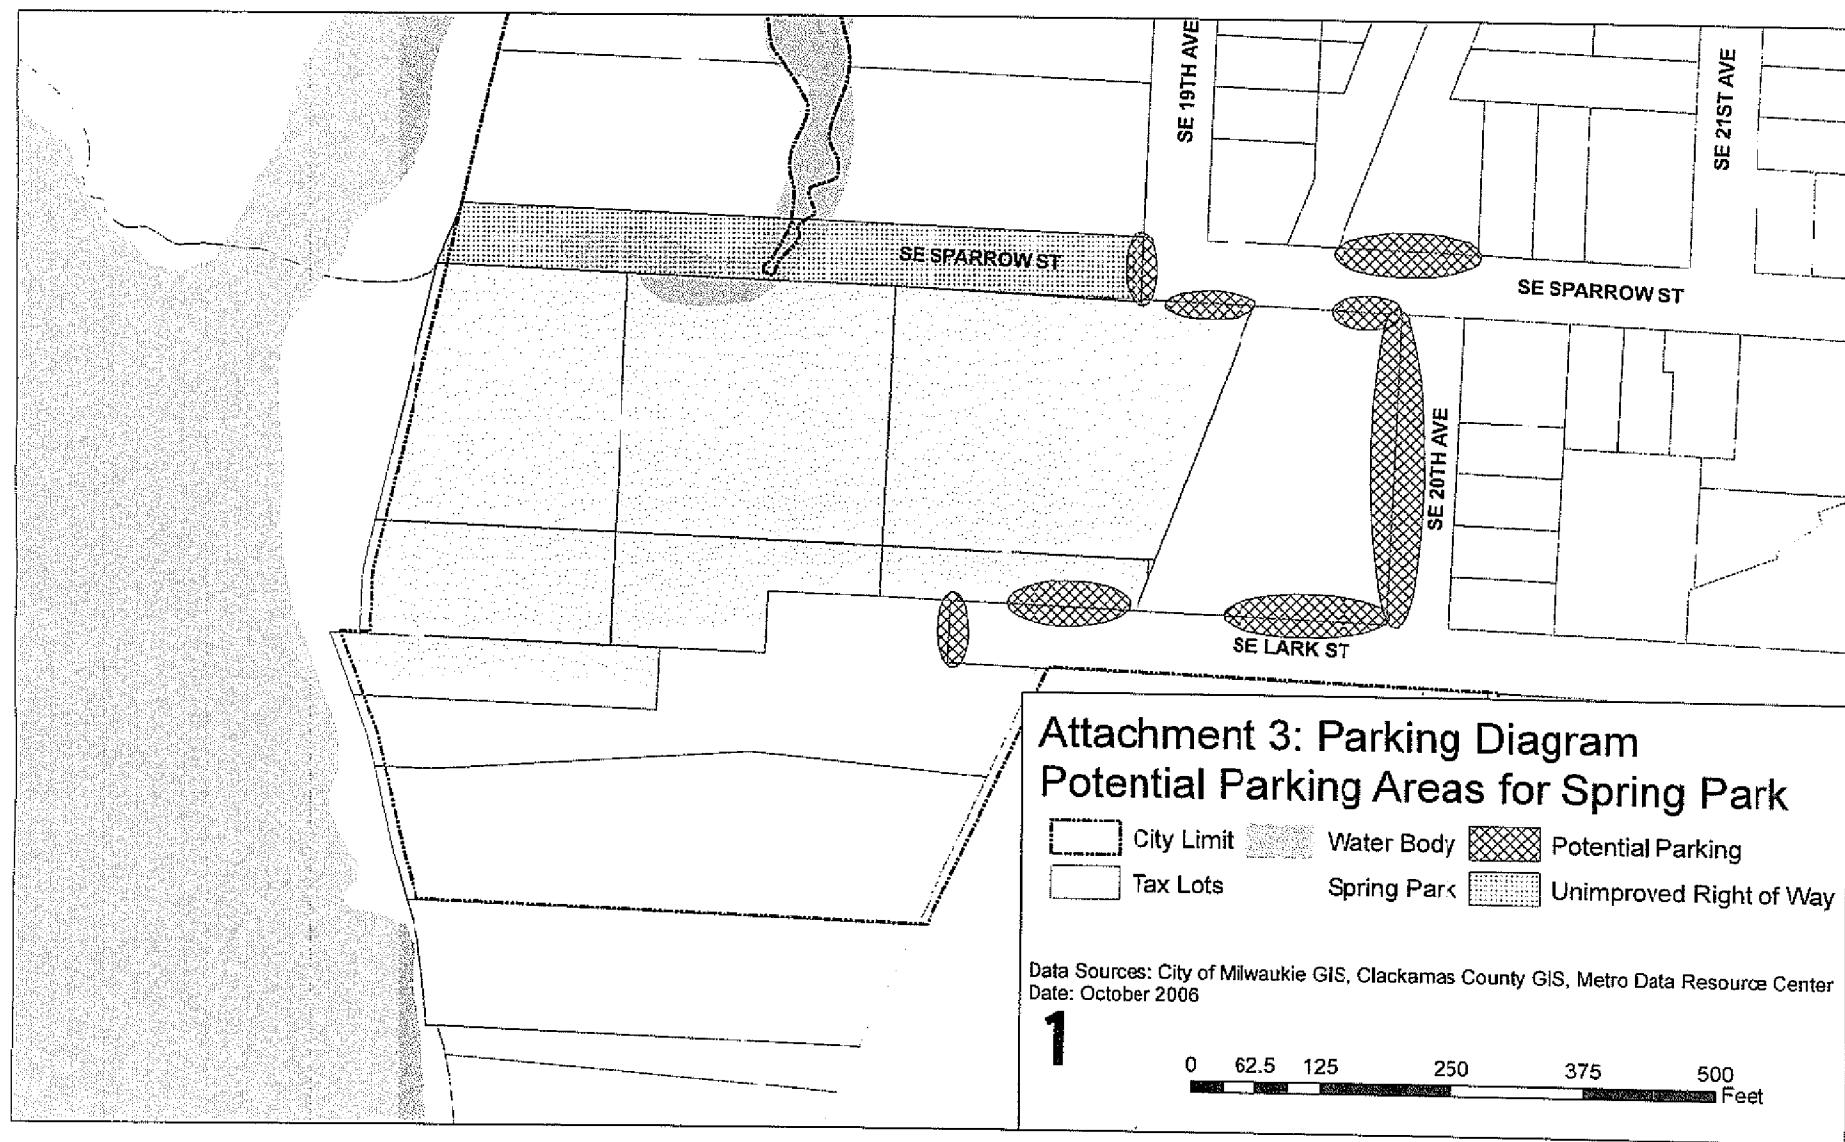 SE 19TH AVE
SE 21ST AVE
SE SPARROW ST
SE SPARROW ST
SE 20TH AVE
SE LARK ST
Attachment 3: Parking Diagram
Potential Parking Areas for Spring Park
City Limit
Water Body
Potential Parking
Tax Lots
Spring Park
Unimproved Right of Way
Data Sources: City of Milwaukie GIS, Clackamas County GIS, Metro Data Resource Center
Date: October 2006
1
0 62.5 125 250 375 500
Feet